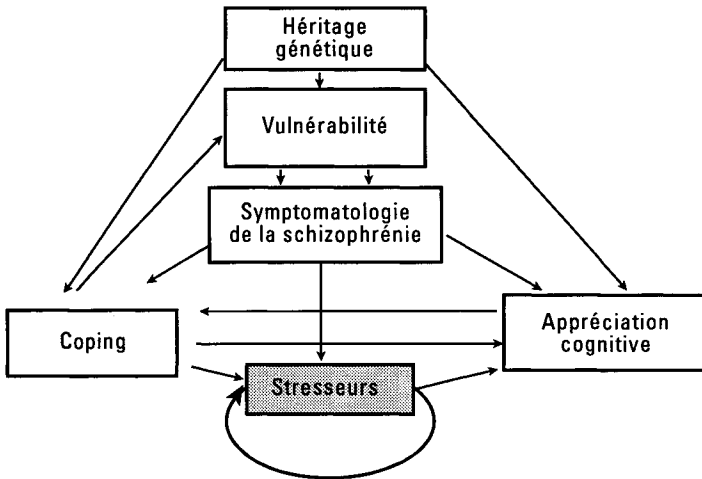 Héritage
génétique
Vulnérabilité
Symptomatologie
de la schizophrénie
Coping
Appréciation
cognitive
Stresseurs